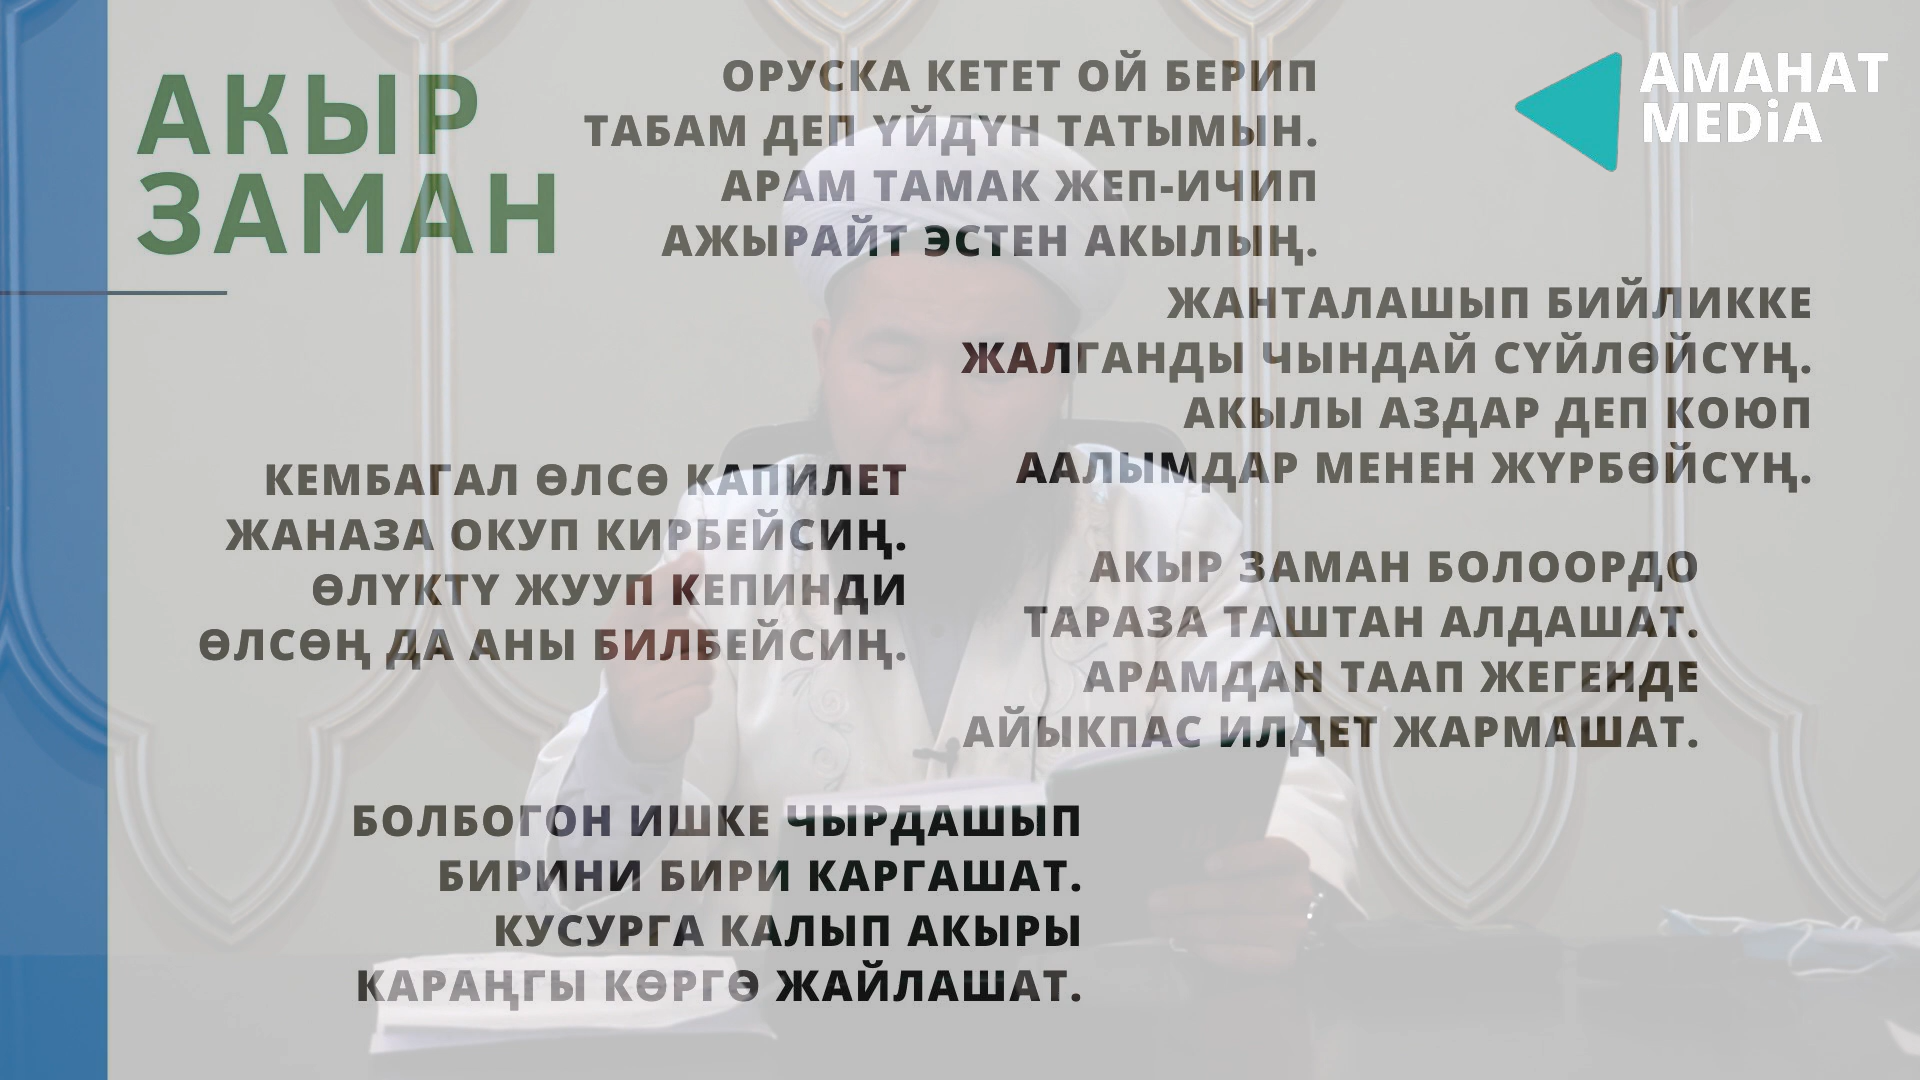 АКЫР
ЗАМАН
ОРУСКА КЕТЕТ ОЙ БЕРИП
ТАБАМ ДЕП ҮЙДҮН ТАТЫМЫН.
АРАМ ТАМАК ЖЕП-ИЧИП
АЖЫРАЙТ ЭСТЕН АКЫЛЫҢ.
АМАНАТ
MEDiA
ЖАНТАЛАШЫП БИЙЛИККЕ
ЖАЛГАНДЫ ЧЫНДАЙ СҮЙЛӨЙСҮҢ.
АКЫЛЫ АЗДАР ДЕП КОЮП
ААЛЫМДАР МЕНЕН ЖҮРБӨЙСҮҢ.
КЕМБАГАЛ ӨЛСӨ КАПИЛЕТ
ЖАНАЗА ОКУП КИРБЕЙСИҢ.
ӨЛҮКТҮ ЖУУП КЕПИНДИ
ӨЛСӨҢ ДА АНЫ БИЛБЕЙСИҢ.
АКЫР ЗАМАН БОЛООРДО
ТАРАЗА ТАШТАН АЛДАШАТ.
АРАМДАН ТААП ЖЕГЕНДЕ
АЙЫКПАС ИЛДЕТ ЖАРМАШАТ.
БОЛБОГОН ИШКЕ ЧЫРДАШЫП
БИРИНИ БИРИ КАРГАШАТ.
КУСУРГА КАЛЫП АКЫРЫ
КАРАҢГЫ КӨРГӨ ЖАЙЛАШАТ.